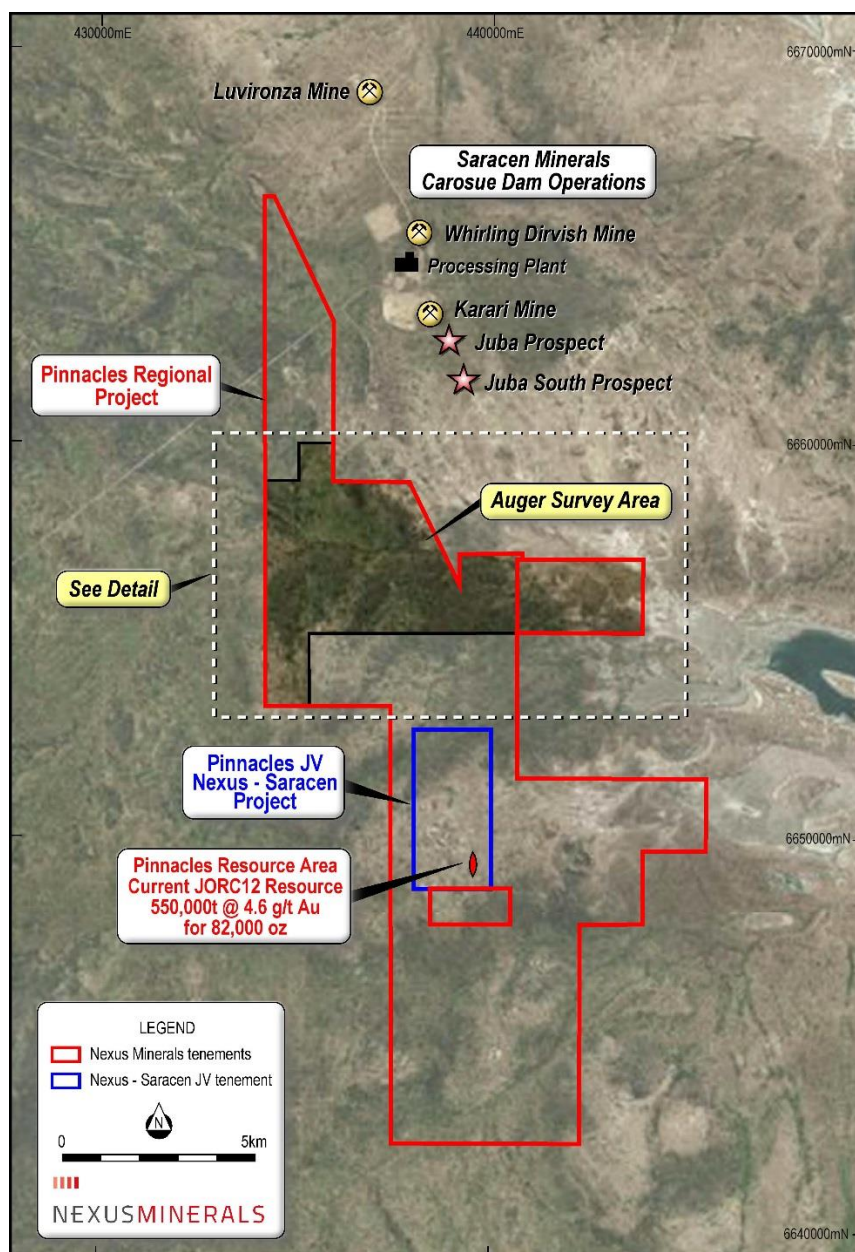 430000mE
440000mE
6670000mN
Luvironza Mine
Saracen Minerals
Carosue Dam Operations
Whirling Dirvish Mine
Processing Plant
Karari Mine
Juba Prospect
Pinnacles Regional
Project
Juba South Prospect
6660000mN
Auger Survey Area
See Detail
Pinnacles JV
Nexus - Saracen
Project
6650000mN
Pinnacles Resource Area
Current JORC12 Resource
550,000t @ 4.6 g/t Au
for 82,000 oz
LEGEND
Nexus Minerals tenements
Nexus - Saracen JV tenement
N
0 5km
NEXUSMINERALS
6640000mN